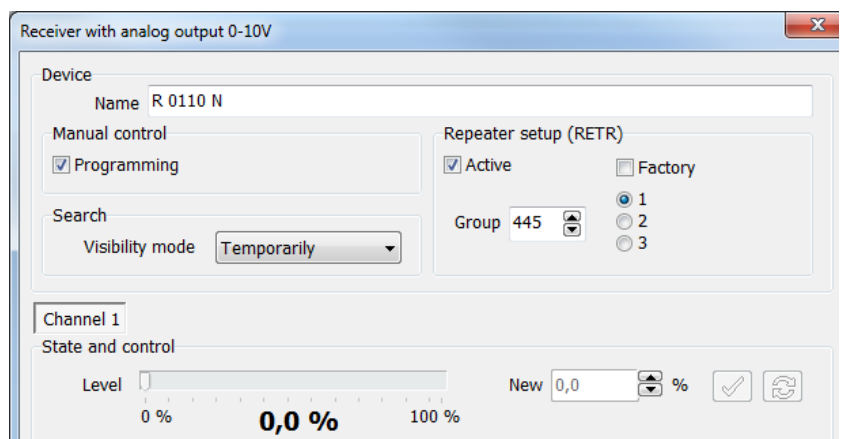 Receiver with analog output 0-10V
Device
Name R 0110 N
Manual control
Programming
Repeater setup (RETR)
Active
Factory
Group 445
1
2
3
Search
Visibility mode Temporarily
Channel 1
State and control
Level
New 0,0 %
0 % 0,0 % 100 %